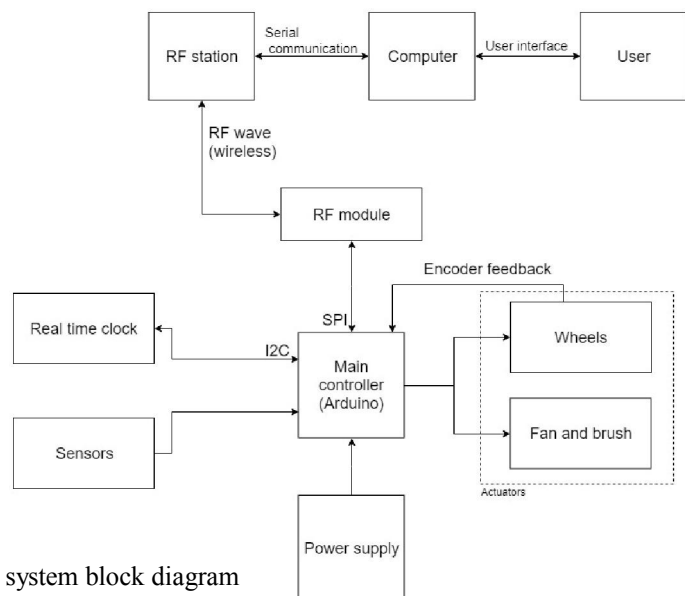 Serial
communication
RF station
Computer
User interface
User
RF wave
(wireless)
RF module
Encoder feedback
SPI
Real time clock
I2C
Main
controller
(Arduino)
Wheels
Sensors
Fan and brush
Actuators
Power supply
system block diagram